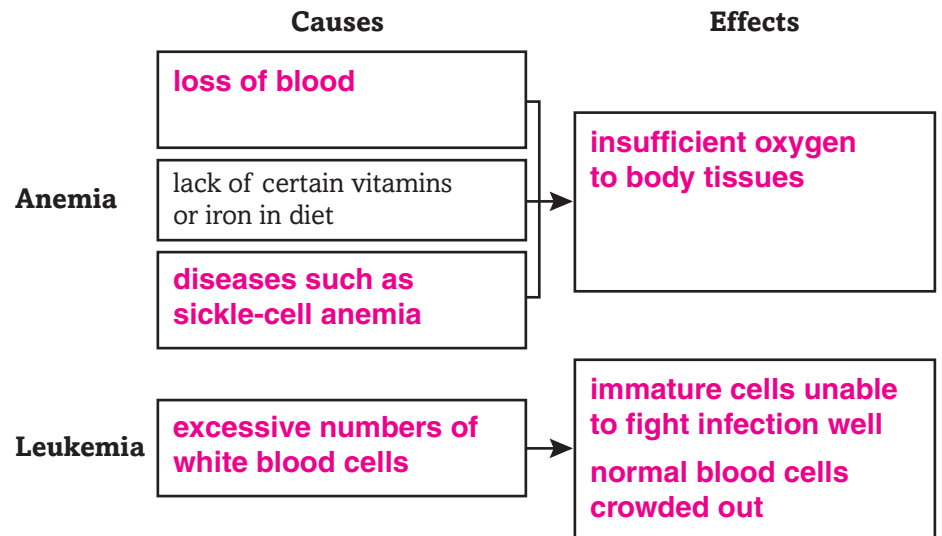 Causes
Effects
Anemia
loss of blood
lack of certain vitamins
or iron in diet
diseases such as
sickle-cell anemia
insufficient oxygen
to body tissues
Leukemia
excessive numbers of
white blood cells
immature cells unable
to fight infection well
normal blood cells
crowded out